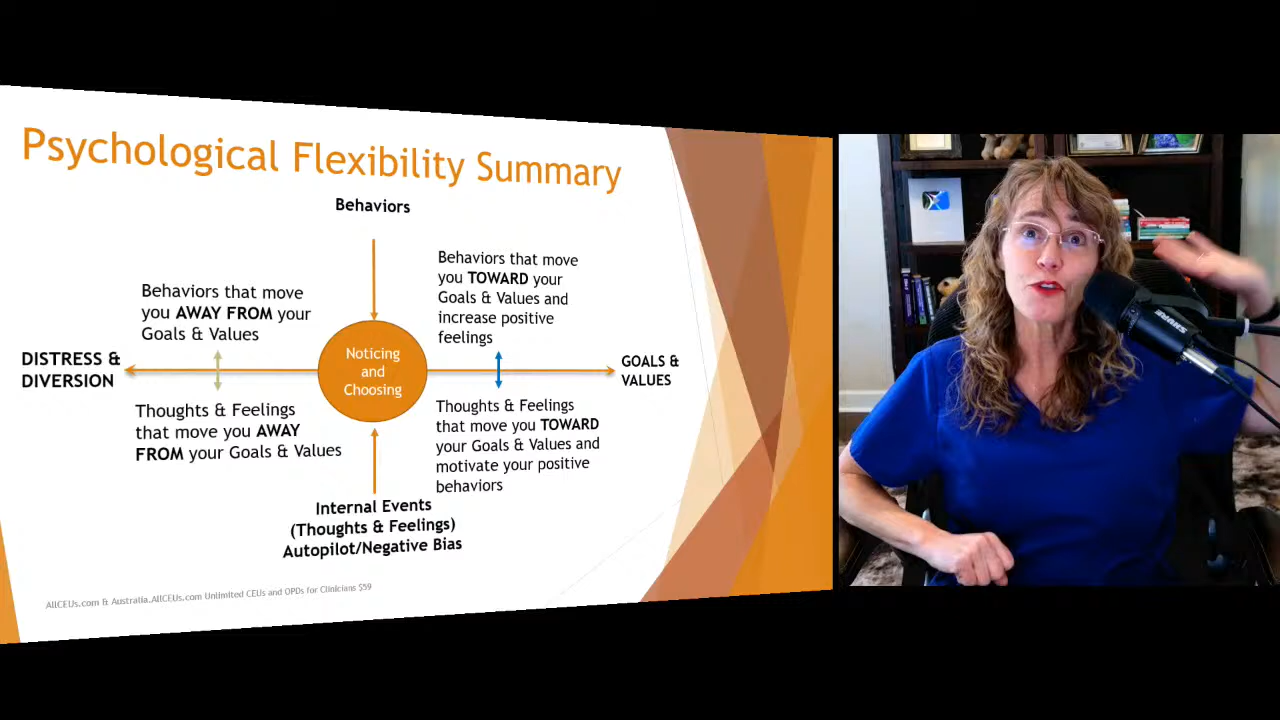 Psychological Flexibility Summary
Behaviors
Behaviors that move
you AWAY FROM your
Goals & Values
Behaviors that move
you TOWARD your
Goals & Values and
increase positive
feelings
DISTRESS &
DIVERSION
Noticing
and
Choosing
GOALS &
VALUES
Thoughts & Feelings
that move you AWAY
FROM your Goals & Values
Thoughts & Feelings
that move you TOWARD
your Goals & Values and
motivate your positive
behaviors
Internal Events
(Thoughts & Feelings)
Autopilot/Negative Bias
AllCEUs.com & Australia.AllCEUs.com Unlimited CEUs and OPDs for Clinicians $59
SHURE